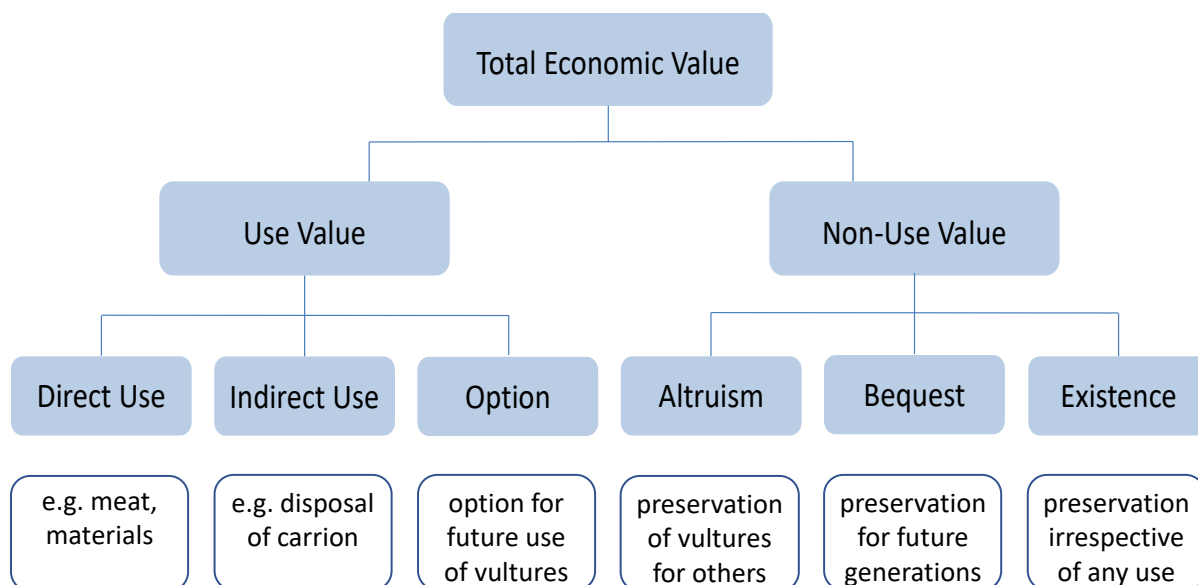 Total Economic Value
Use Value
Non-Use Value
Direct Use
Indirect Use
Option
Altruism
Bequest
Existence
e.g. meat,
materials
e.g. disposal
of carrion
option for
future use
of vultures
preservation
of vultures
for others
preservation
for future
generations
preservation
irrespective
of any use